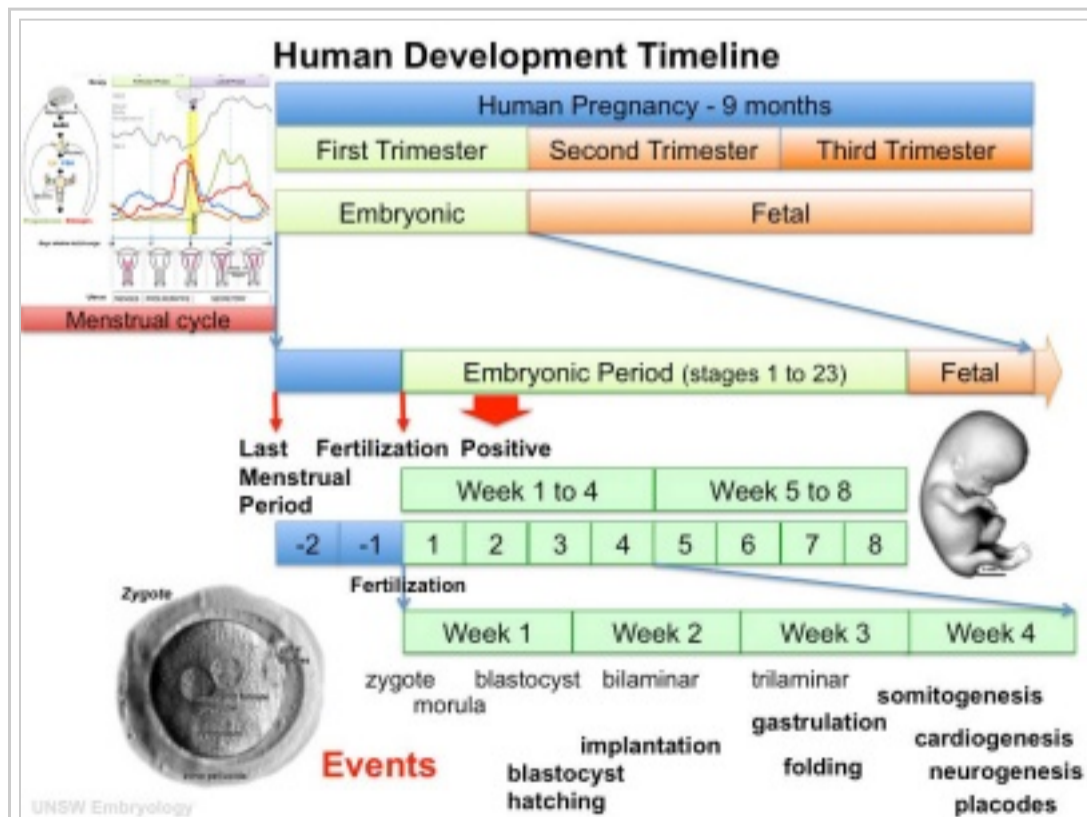 Human Development Timeline
Human Pregnancy - 9 months
First Trimester
Second Trimester
Third Trimester
Embryonic
Fetal
Menstrual cycle
Embryonic Period (stages 1 to 23)
Fetal
Last
Menstrual
Period
Fertilization
Positive
Week 1 to 4
Week 5 to 8
-2
-1
1
2
3
4
5
6
7
8
Fertilization
Zygote
Week 1
Week 2
Week 3
Week 4
zygote
morula
blastocyst
bilaminar
trilaminar
somitogenesis
gastrulation
cardiogenesis
implantation
folding
neurogenesis
blastocyst
hatching
placodes
Events
UNSW Embryology